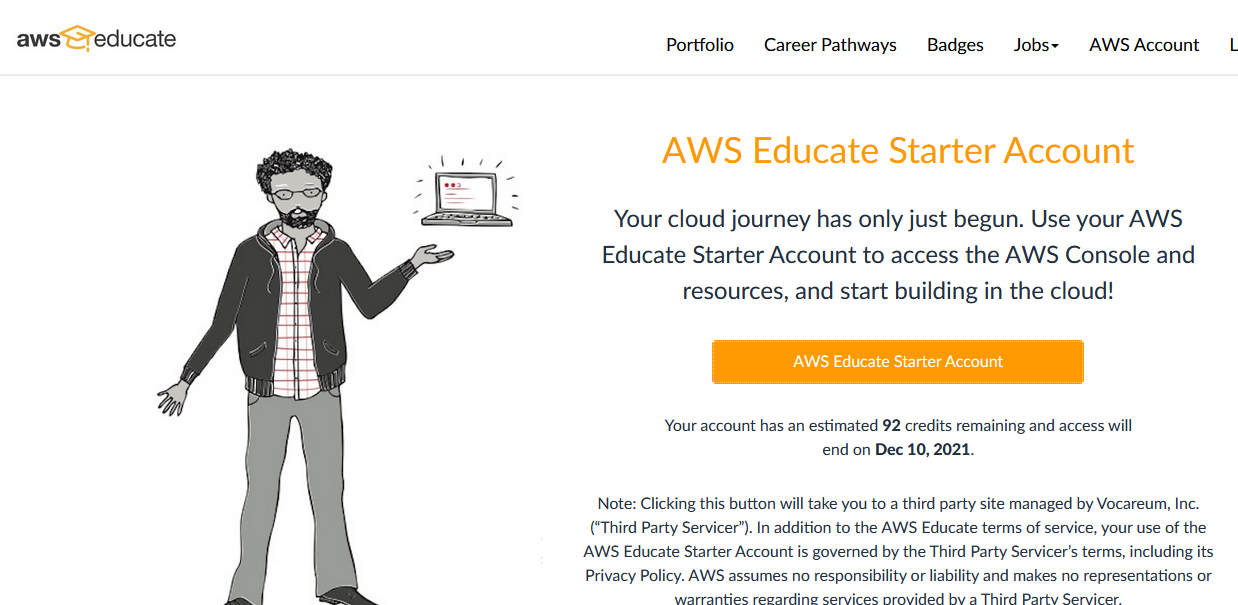 aws educate
Portfolio Career Pathways Badges Jobs AWS Account L
AWS Educate Starter Account
Your cloud journey has only just begun. Use your AWS
Educate Starter Account to access the AWS Console and
resources, and start building in the cloud!
AWS Educate Starter Account
Your account has an estimated 92 credits remaining and access will
end on Dec 10, 2021.
Note: Clicking this button will take you to a third party site managed by Vocareum, Inc.
(“Third Party Servicer”). In addition to the AWS Educate terms of service, your use of the
AWS Educate Starter Account is governed by the Third Party Servicer’s terms, including its
Privacy Policy. AWS assumes no responsibility or liability and makes no representations or
warranties regarding services provided by a Third Party Servicer.